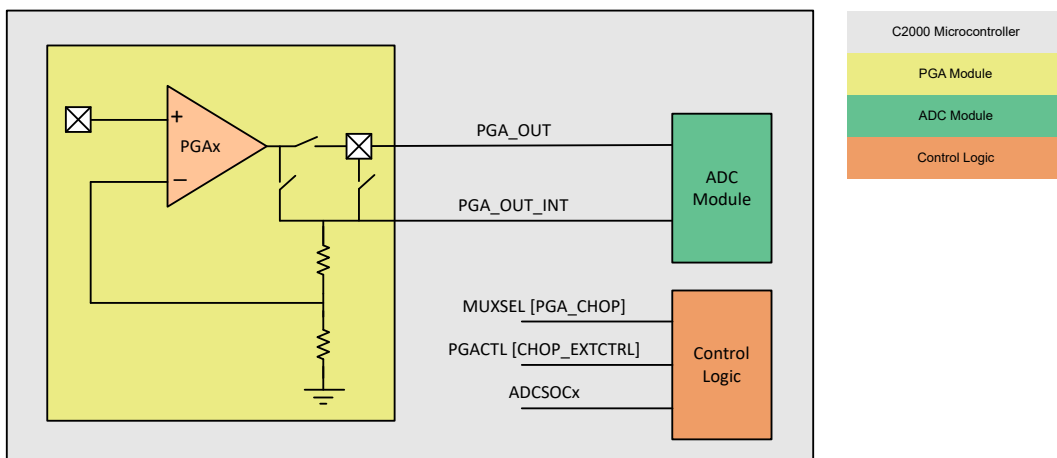 +
PGAx
−
PGA_OUT
PGA_OUT_INT
ADC
Module
MUXSEL [PGA_CHOP]
PGACTL [CHOP_EXTCTRL]
ADCSOCx
Control
Logic
C2000 Microcontroller
PGA Module
ADC Module
Control Logic